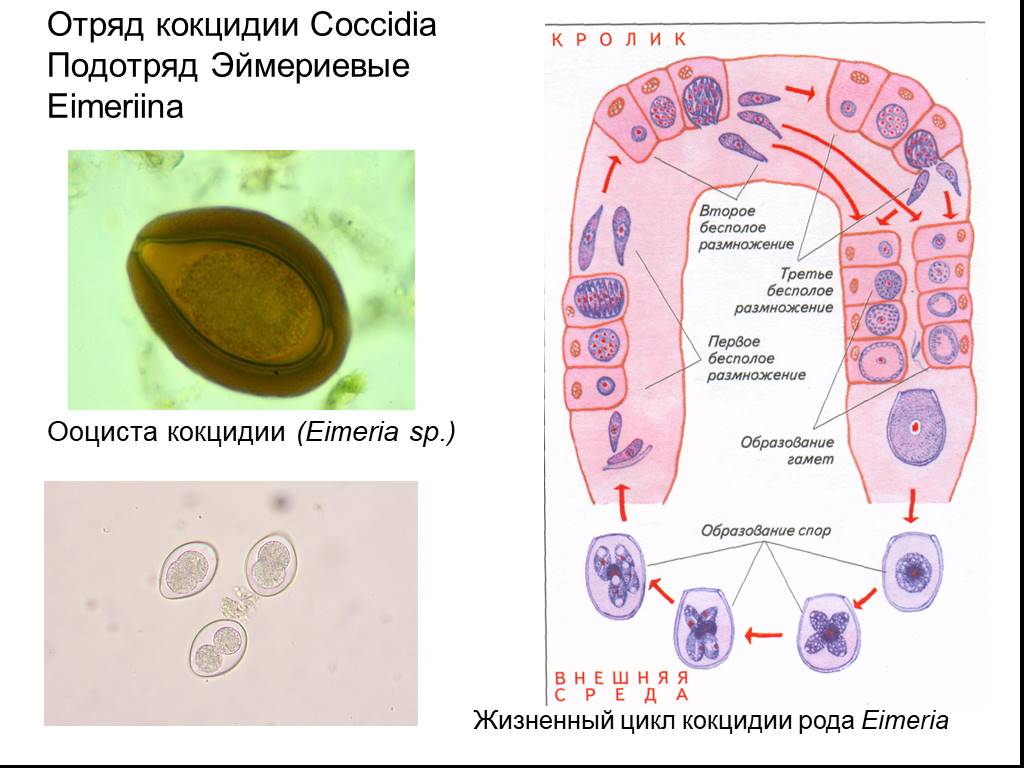 Отряд кокцидии Coccidia
Подотряд Эймериевые
Eimeriina
Ооциста кокцидии (Eimeria sp.)
КРОЛИК
Второе
бесполое
размножение
Третье
бесполое
размножение
Первое
бесполое
размножение
Образование
гамет
Образование спор
ВНЕШНЯЯ
СРЕДА
Жизненный цикл кокцидии рода Eimeria